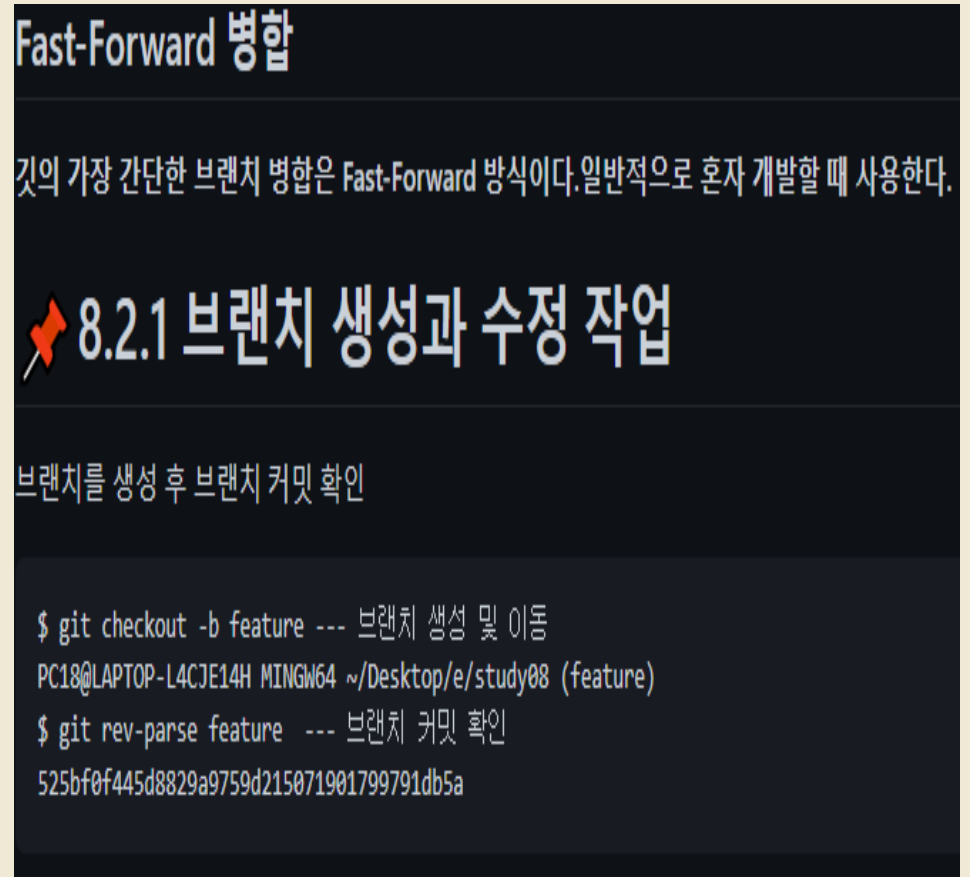 Fast-Forward 병합
깃의 가장 간단한 브랜치 병합은 Fast-Forward 방식이다.일반적으로 혼자 개발할 때 사용한다.
8.2.1 브랜치 생성과 수정 작업
브랜치를 생성 후 브랜치 커밋 확인
$ git checkout -b feature --- 브랜치 생성 및 이동
PC18@LAPTOP-L4CJE14H MINGW64 ~/Desktop/e/study08 (feature)
$ git rev-parse feature  --- 브랜치 커밋 확인
525bf0f445d8829a9759d215071901799791db5a